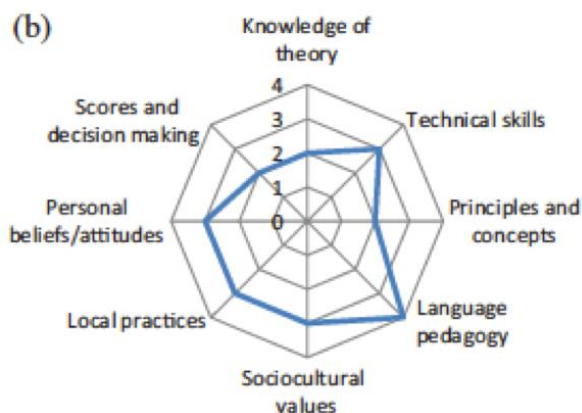 (b)
Knowledge of
theory
Scores and
decision making
Technical skills
4
3
2
1
0
Personal
beliefs/attitudes
Principles and
concepts
Local practices
Language
pedagogy
Sociocultural
values